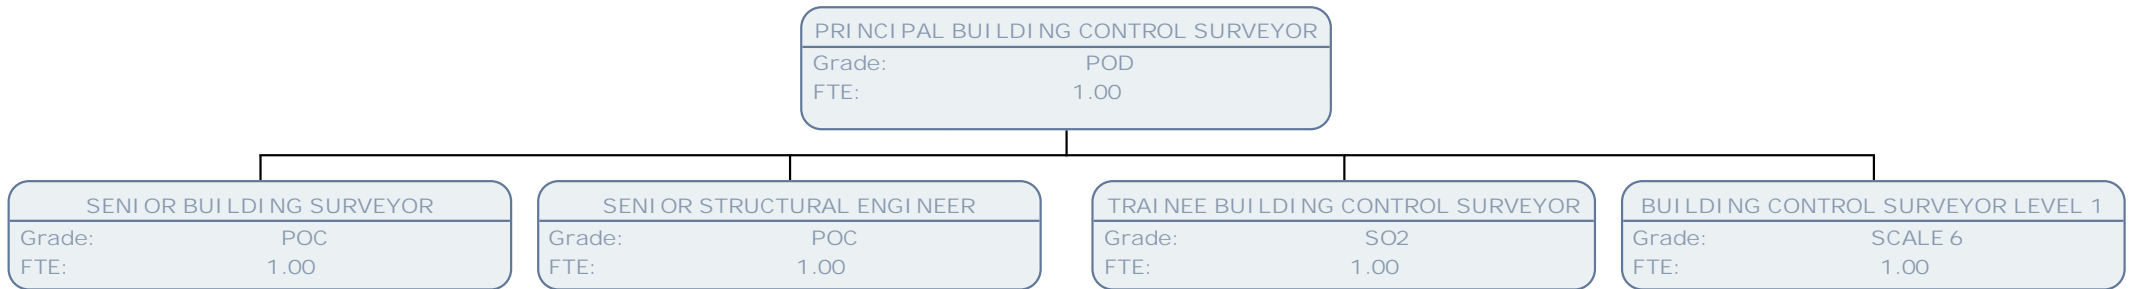 PRINCIPAL BUILDING CONTROL SURVEYOR
Grade: POD
FTE: 1.00
SENIOR BUILDING SURVEYOR
Grade: POC
FTE: 1.00
SENIOR STRUCTURAL ENGINEER
Grade: POC
FTE: 1.00
TRAINEE BUILDING CONTROL SURVEYOR
Grade: SO2
FTE: 1.00
BUILDING CONTROL SURVEYOR LEVEL 1
Grade: SCALE 6
FTE: 1.00